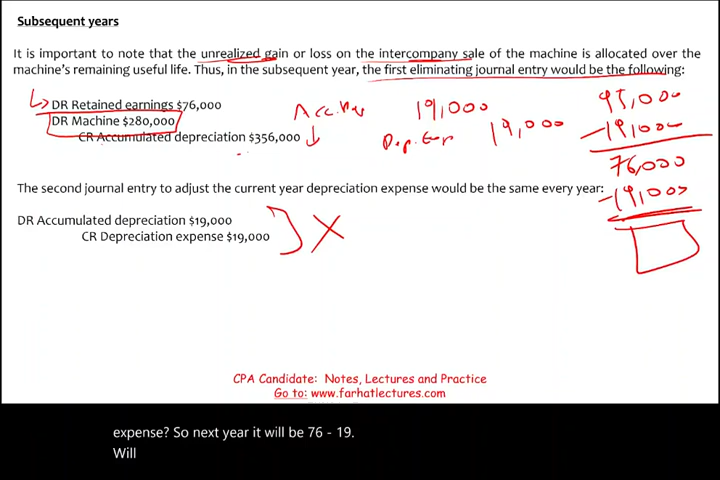 Subsequent years
It is important to note that the unrealized gain or loss on the intercompany sale of the machine is allocated over the
machine's remaining useful life. Thus, in the subsequent year, the first eliminating journal entry would be the following:
DR Retained earnings $76,000
DR Machine $280,000
CR Accumulated depreciation $356,000
Acc. 19,000
Dep. Exp 19,000
95,000
-19,000
76,000
-19,000
The second journal entry to adjust the current year depreciation expense would be the same every year:
DR Accumulated depreciation $19,000
CR Depreciation expense $19,000
CPA Candidate: Notes, Lectures and Practice
Go to: www.farhatlectures.com
expense? So next year it will be 76 - 19.
Will